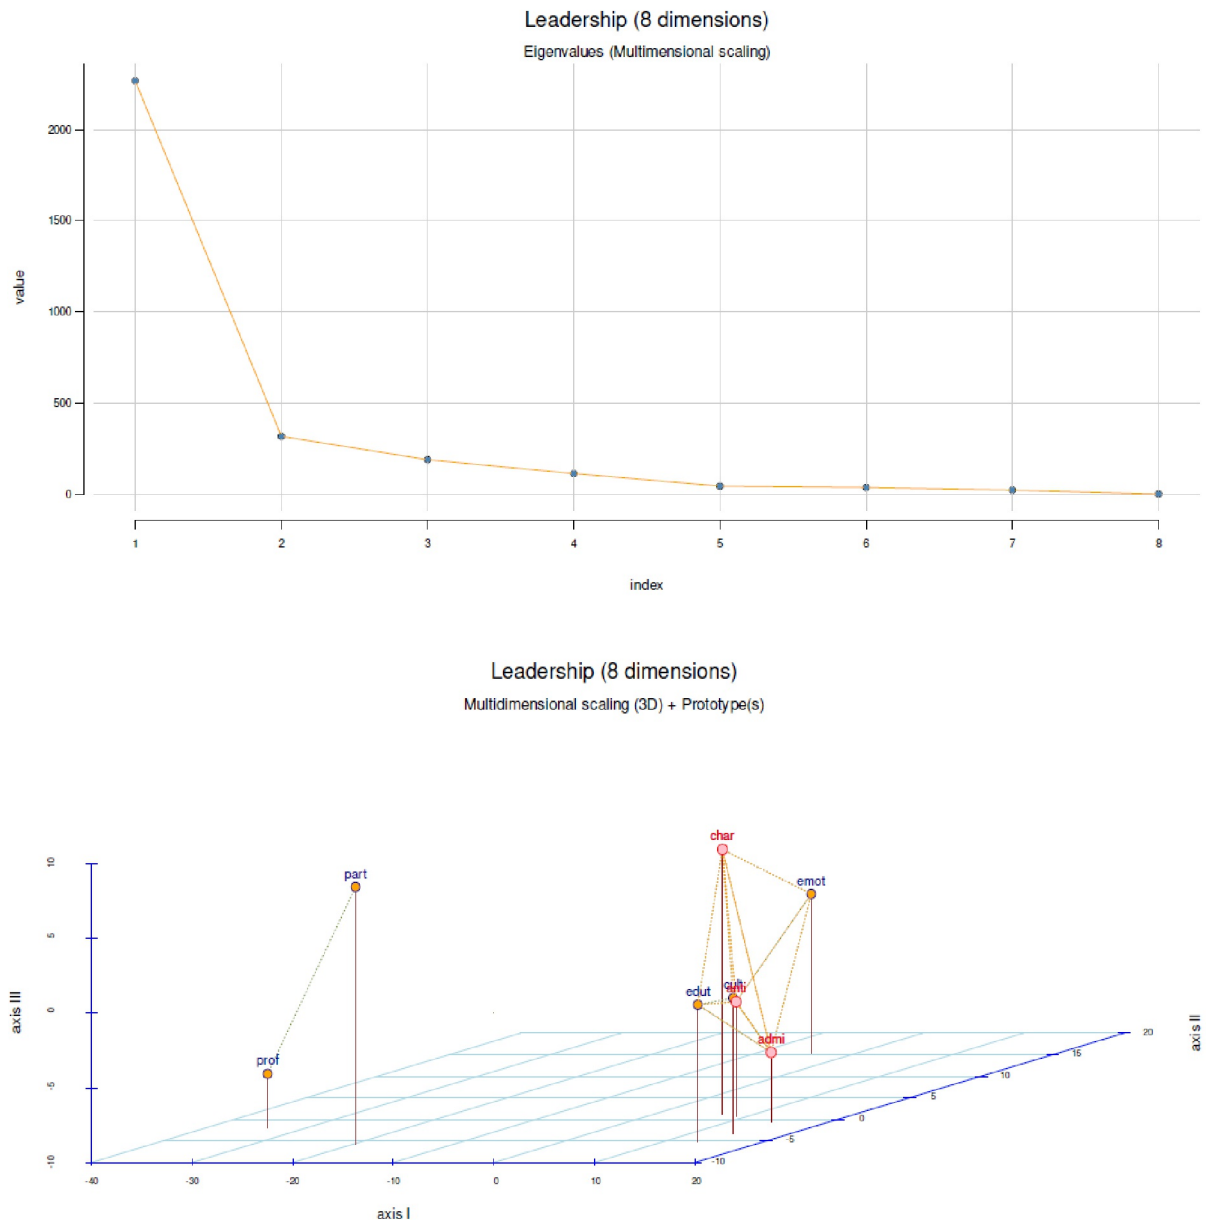 Leadership (8 dimensions)
Eigenvalues (Multimensional scaling)
2000
1500
1000
500
0
value
1 2 3 4 5 6 7 8
index
Leadership (8 dimensions)
Multidimensional scaling (3D) + Prototype(s)
char
part
emot
edut
admi
prof
10
5
0
-5
-10
axis III
20
15
10
5
0
-5
-10
axis II
-40 -30 -20 -10 0 10 20
axis I